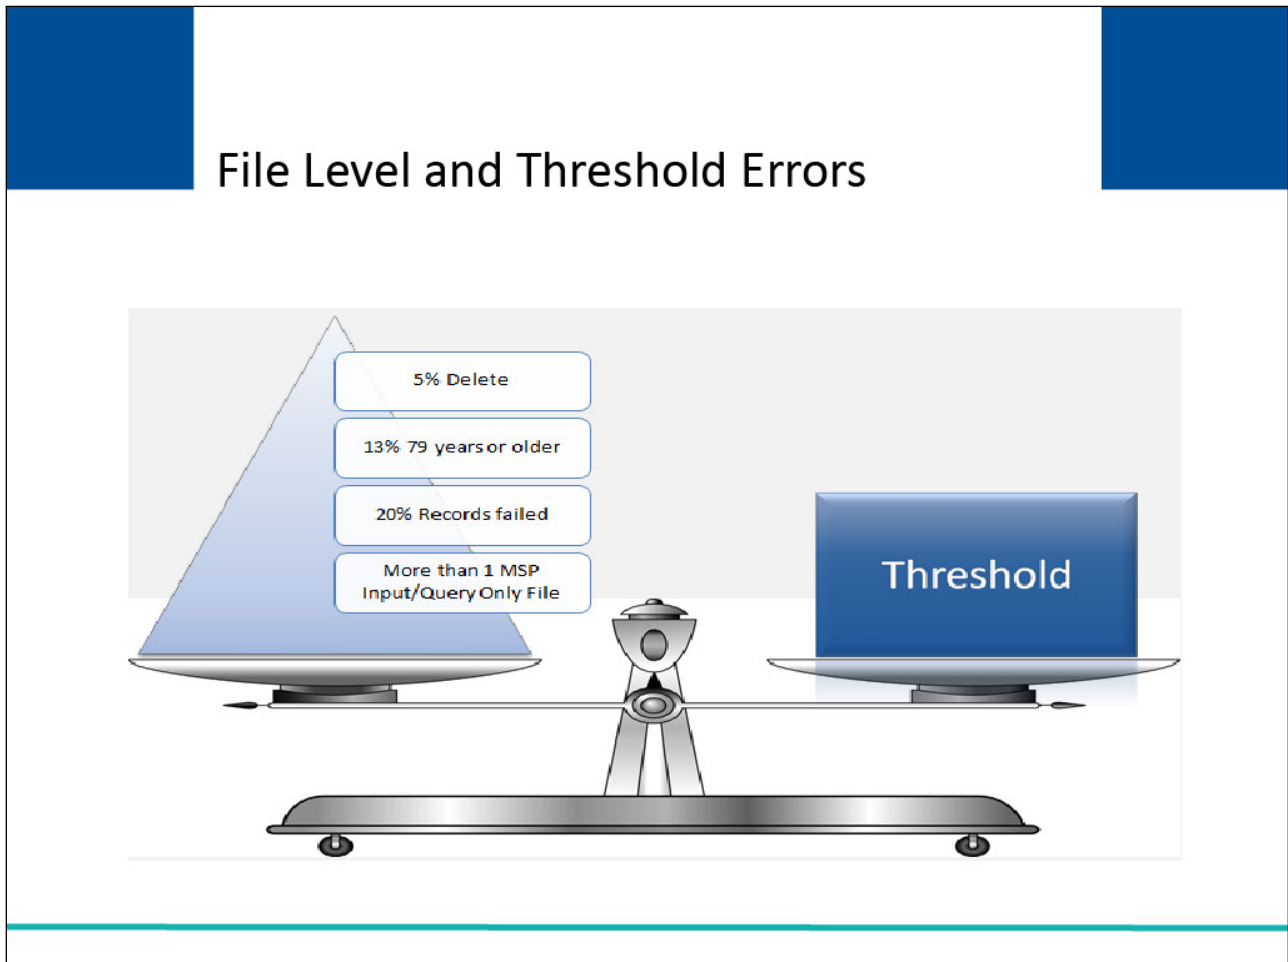 File Level and Threshold Errors
5% Delete
13% 79 years or older
20% Records failed
More than 1 MSP
Input/Query Only File
Threshold